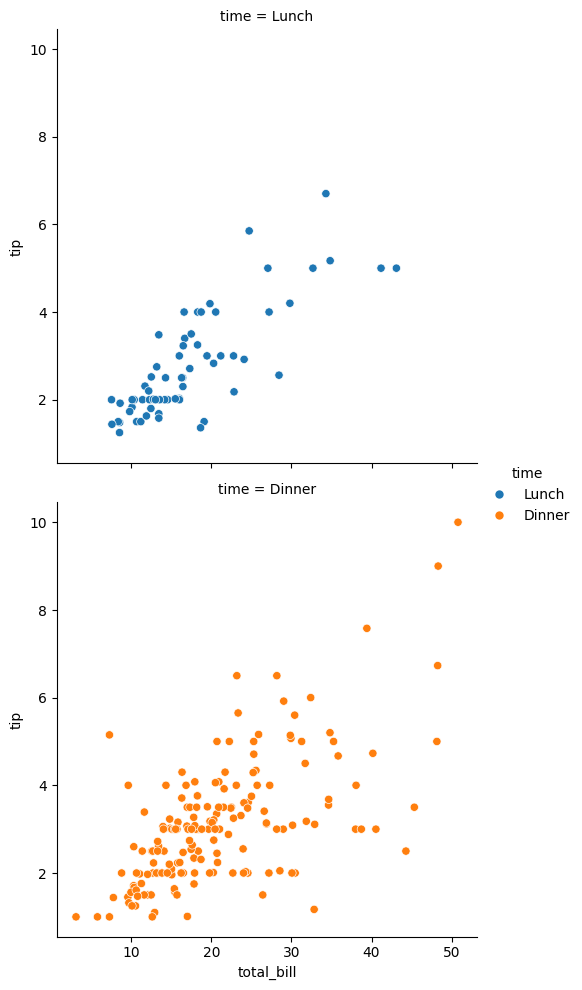 time = Lunch
10
8
6
4
2
tip
time = Dinner
10
8
6
4
2
tip
10 20 30 40 50
total_bill
time
Lunch
Dinner